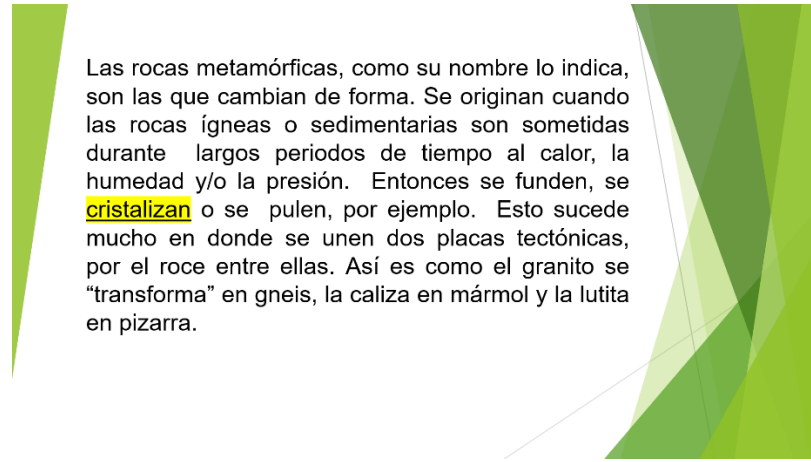 Las rocas metamórficas, como su nombre lo indica,
son las que cambian de forma. Se originan cuando
las rocas ígneas o sedimentarias son sometidas
durante largos periodos de tiempo al calor, la
humedad y/o la presión. Entonces se funden, se
cristalizan o se pulen, por ejemplo. Esto sucede
mucho en donde se unen dos placas tectónicas,
por el roce entre ellas. Así es como el granito se
“transforma” en gneis, la caliza en mármol y la lutita
en pizarra.